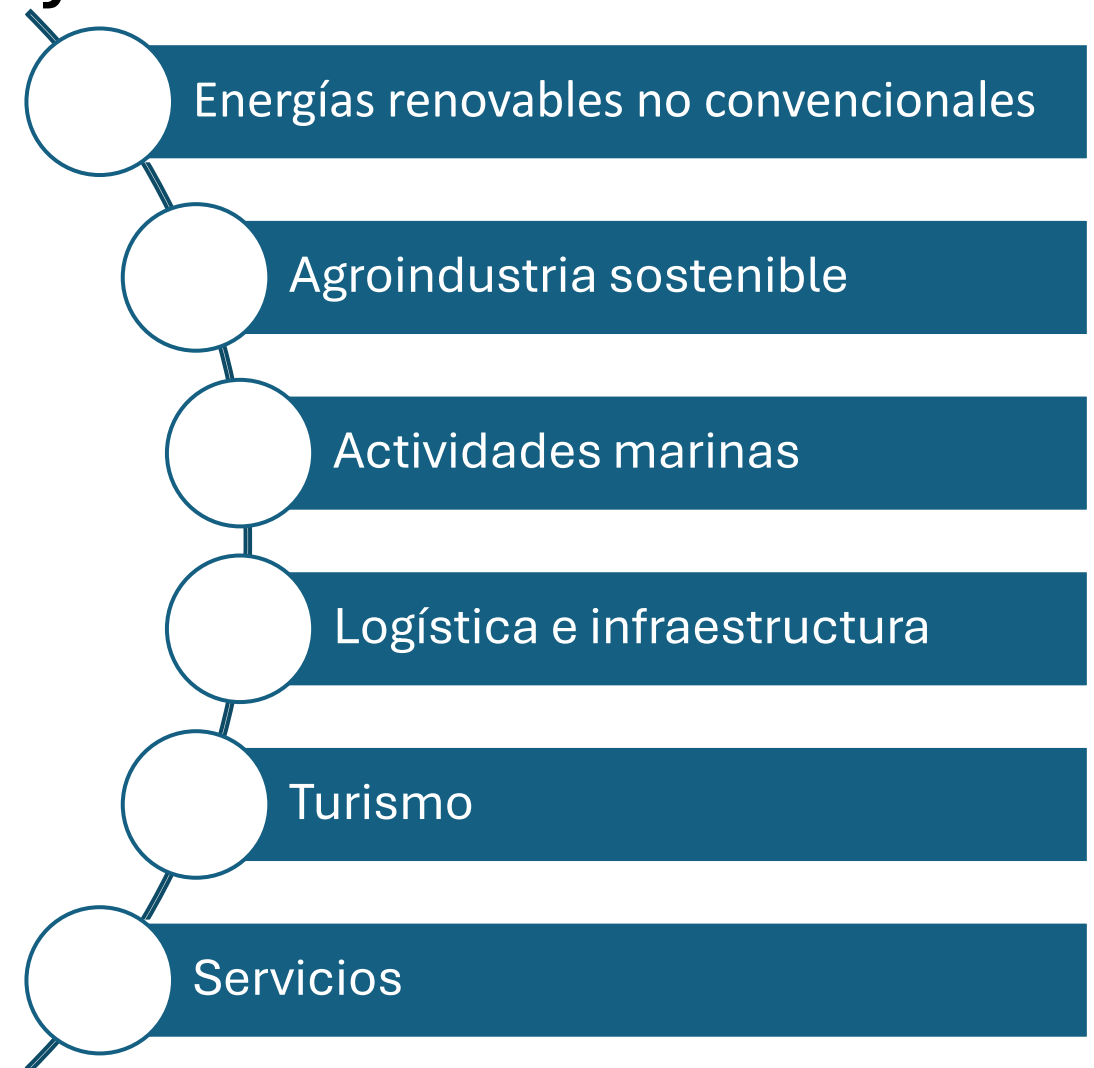 Energías renovables no convencionales
Agroindustria sostenible
Actividades marinas
Logística e infraestructura
Turismo
Servicios